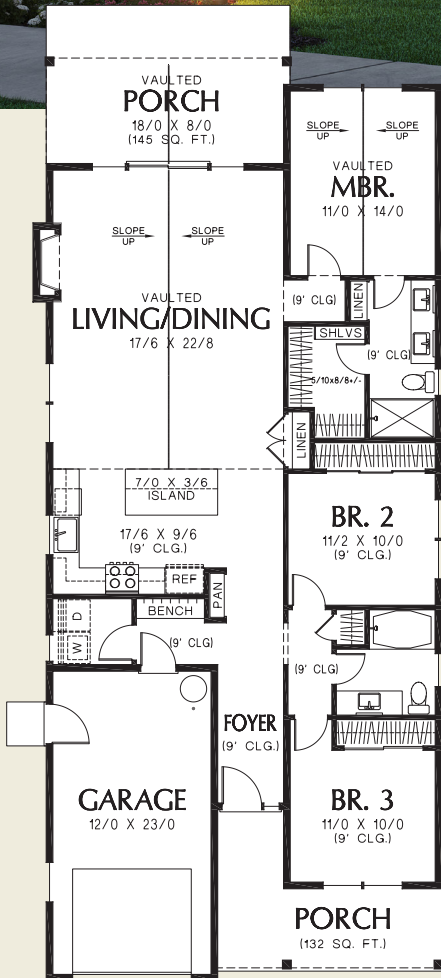 VAULTED
PORCH
18/0 X 8/0
(145 SQ. FT.)
SLOPE
UP
SLOPE
UP
VAULTED
MBR.
11/0 X 14/0
SLOPE
UP
SLOPE
UP
VAULTED
LIVING/DINING
17/6 X 22/8
(9' CLG)
LINEN
SHLVS
(9' CLG)
5/10x8/8+/-
LINEN
7/0 X 3/6
ISLAND
17/6 X 9/6
(9' CLG.)
REF
PAN
BR. 2
11/2 X 10/0
(9' CLG.)
D
W
BENCH
(9' CLG)
(9' CLG)
FOYER
(9' CLG.)
GARAGE
12/0 X 23/0
BR. 3
11/0 X 10/0
(9' CLG.)
PORCH
(132 SQ. FT.)